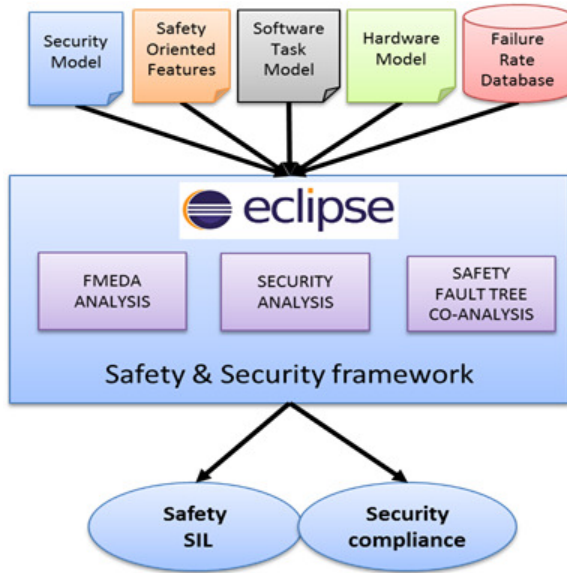 Security
Model
Safety
Oriented
Features
Software
Task
Model
Hardware
Model
Failure
Rate
Database
eclipse
FMEDA
ANALYSIS
SECURITY
ANALYSIS
SAFETY
FAULT TREE
CO-ANALYSIS
Safety & Security framework
Safety
SIL
Security
compliance